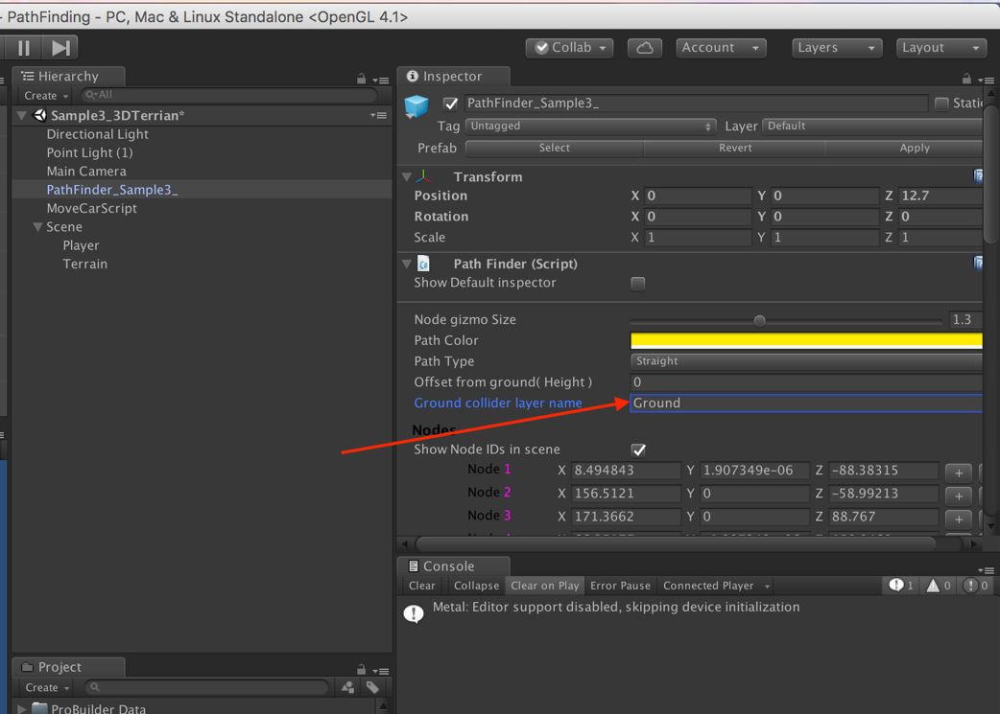 - PathFinding - PC, Mac & Linux Standalone <OpenGL 4.1>
Collab
Account
Layers
Layout
Hierarchy
Create
All
Sample3_3DTerrian*
Directional Light
Point Light (1)
Main Camera
PathFinder_Sample3_
MoveCarScript
Scene
Player
Terrain
Inspector
PathFinder_Sample3_
Tag Untagged Layer Default
Prefab Select Revert Apply
Transform
Position X 0 Y 0 Z 12.7
Rotation X 0 Y 0 Z 0
Scale X 1 Y 1 Z 1
Path Finder (Script)
Show Default inspector
Node gizmo Size 1.3
Path Color
Path Type Straight
Offset from ground( Height ) 0
Ground collider layer name Ground
Nodes
Show Node IDs in scene
Node 1 X 8.494843 Y 1.907349e-06 Z -88.38315 +
Node 2 X 156.5121 Y 0 Z -58.99213 +
Node 3 X 171.3662 Y 0 Z 88.767 +
Console
Clear Collapse Clear on Play Error Pause Connected Player 1 0 0
Metal: Editor support disabled, skipping device initialization
Project
Create
ProBuilder Data